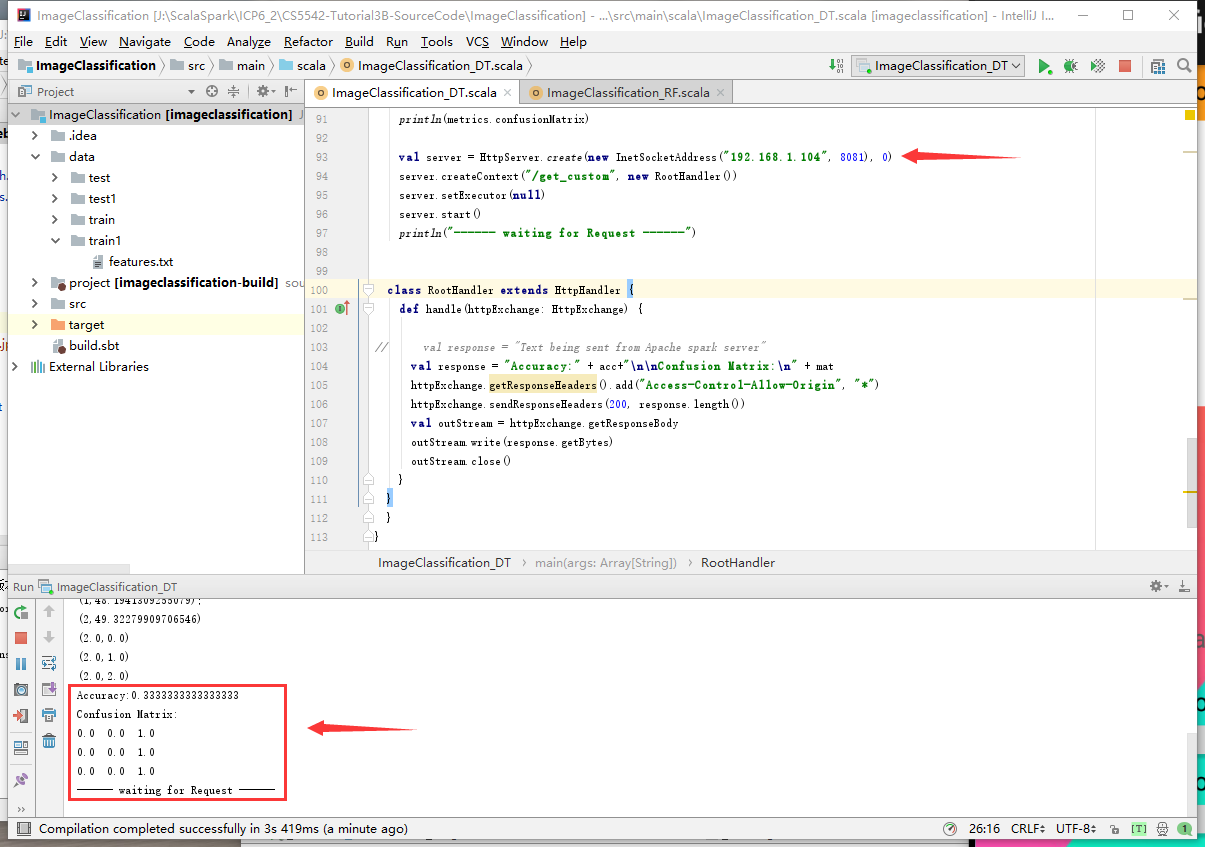 ImageClassification [J:\ScalaSpark\ICP6_2\CS5542-Tutorial3B-SourceCode\ImageClassification] - ...\src\main\scala\ImageClassification_DT.scala [imageclassification] - IntelliJ I...
File Edit View Navigate Code Analyze Refactor Build Run Tools VCS Window Help
ImageClassification src main scala ImageClassification_DT.scala ImageClassification_DT
Project
ImageClassification_DT.scala ImageClassification_RF.scala
ImageClassification [imageclassification]
.idea
data
test
test1
train
train1
features.txt
project [imageclassification-build] sou
src
target
build.sbt
External Libraries
91 println(metrics.confusionMatrix)
92
93 val server = HttpServer.create(new InetSocketAddress("192.168.1.104", 8081), 0)
94 server.createContext("/get_custom", new RootHandler())
95 server.setExecutor(null)
96 server.start()
97 println("------ waiting for Request ------")
98
99
100 class RootHandler extends HttpHandler {
101 def handle(httpExchange: HttpExchange) {
102
103 // val response = "Text being sent from Apache spark server"
104 val response = "Accuracy:" + acc+"\n\nConfusion Matrix:\n" + mat
105 httpExchange.getResponseHeaders().add("Access-Control-Allow-Origin", "*")
106 httpExchange.sendResponseHeaders(200, response.length())
107 val outStream = httpExchange.getResponseBody
108 outStream.write(response.getBytes)
109 outStream.close()
110 }
111 }
112 }
113 }
ImageClassification_DT main(args: Array[String]) RootHandler
Run ImageClassification_DT
(1,48.1941309255079);
(2,49.32279909706546)
(2.0,0.0)
(2.0,1.0)
(2.0,2.0)
Accuracy:0.3333333333333333
Confusion Matrix:
0.0 0.0 1.0
0.0 0.0 1.0
0.0 0.0 1.0
------ waiting for Request ------
Compilation completed successfully in 3s 419ms (a minute ago) 26:16 CRLF UTF-8 [T] 1